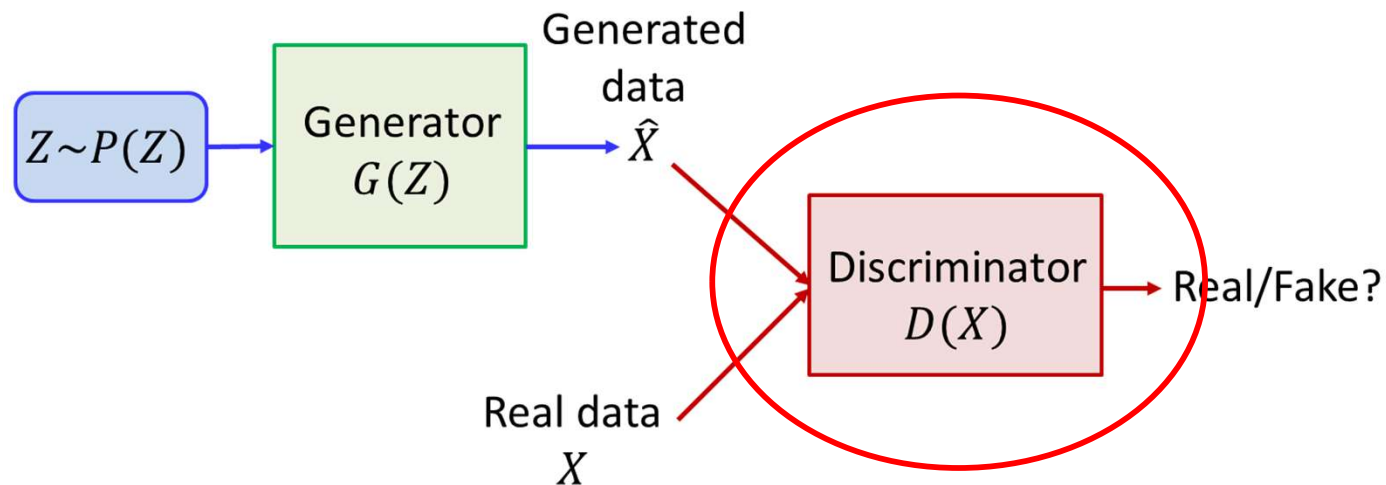 Z~P(Z)
Generator
G(Z)
Generated
data
X̂
Discriminator
D(X)
Real/Fake?
Real data
X